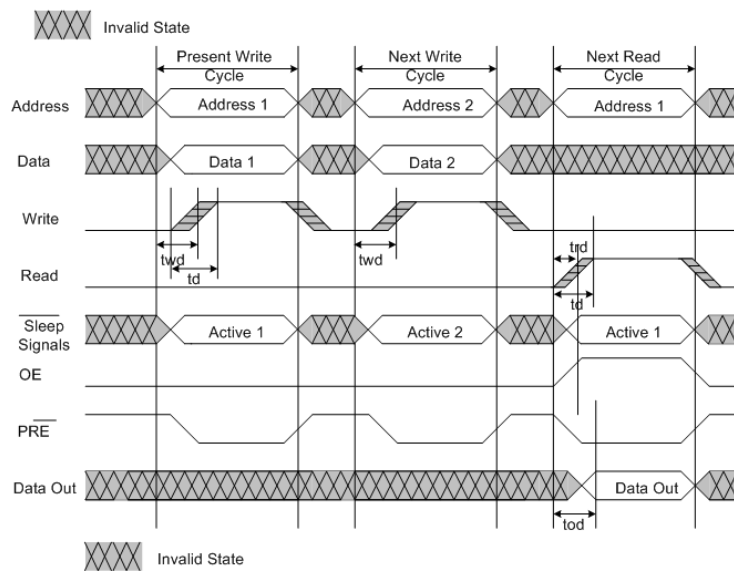 Invalid State
Present Write
Next Write
Next Read
Cycle
Cycle
Cycle
Address
Address 1
Address 2
Address 1
Data
Data 1
Data 2
Write
twd
twd
trd
td
Read
td
Sleep
Signals
Active 1
Active 2
Active 1
OE
PRE
Data Out
Data Out
tod
Invalid State